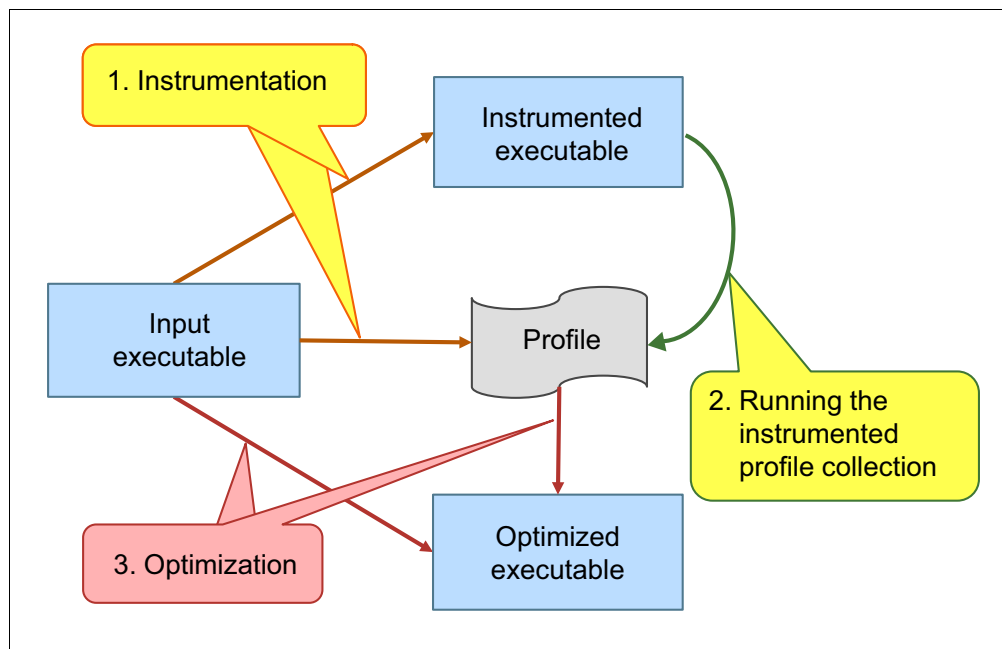 1. Instrumentation
Instrumented
executable
Input
executable
Profile
2. Running the
instrumented
profile collection
Optimized
executable
3. Optimization